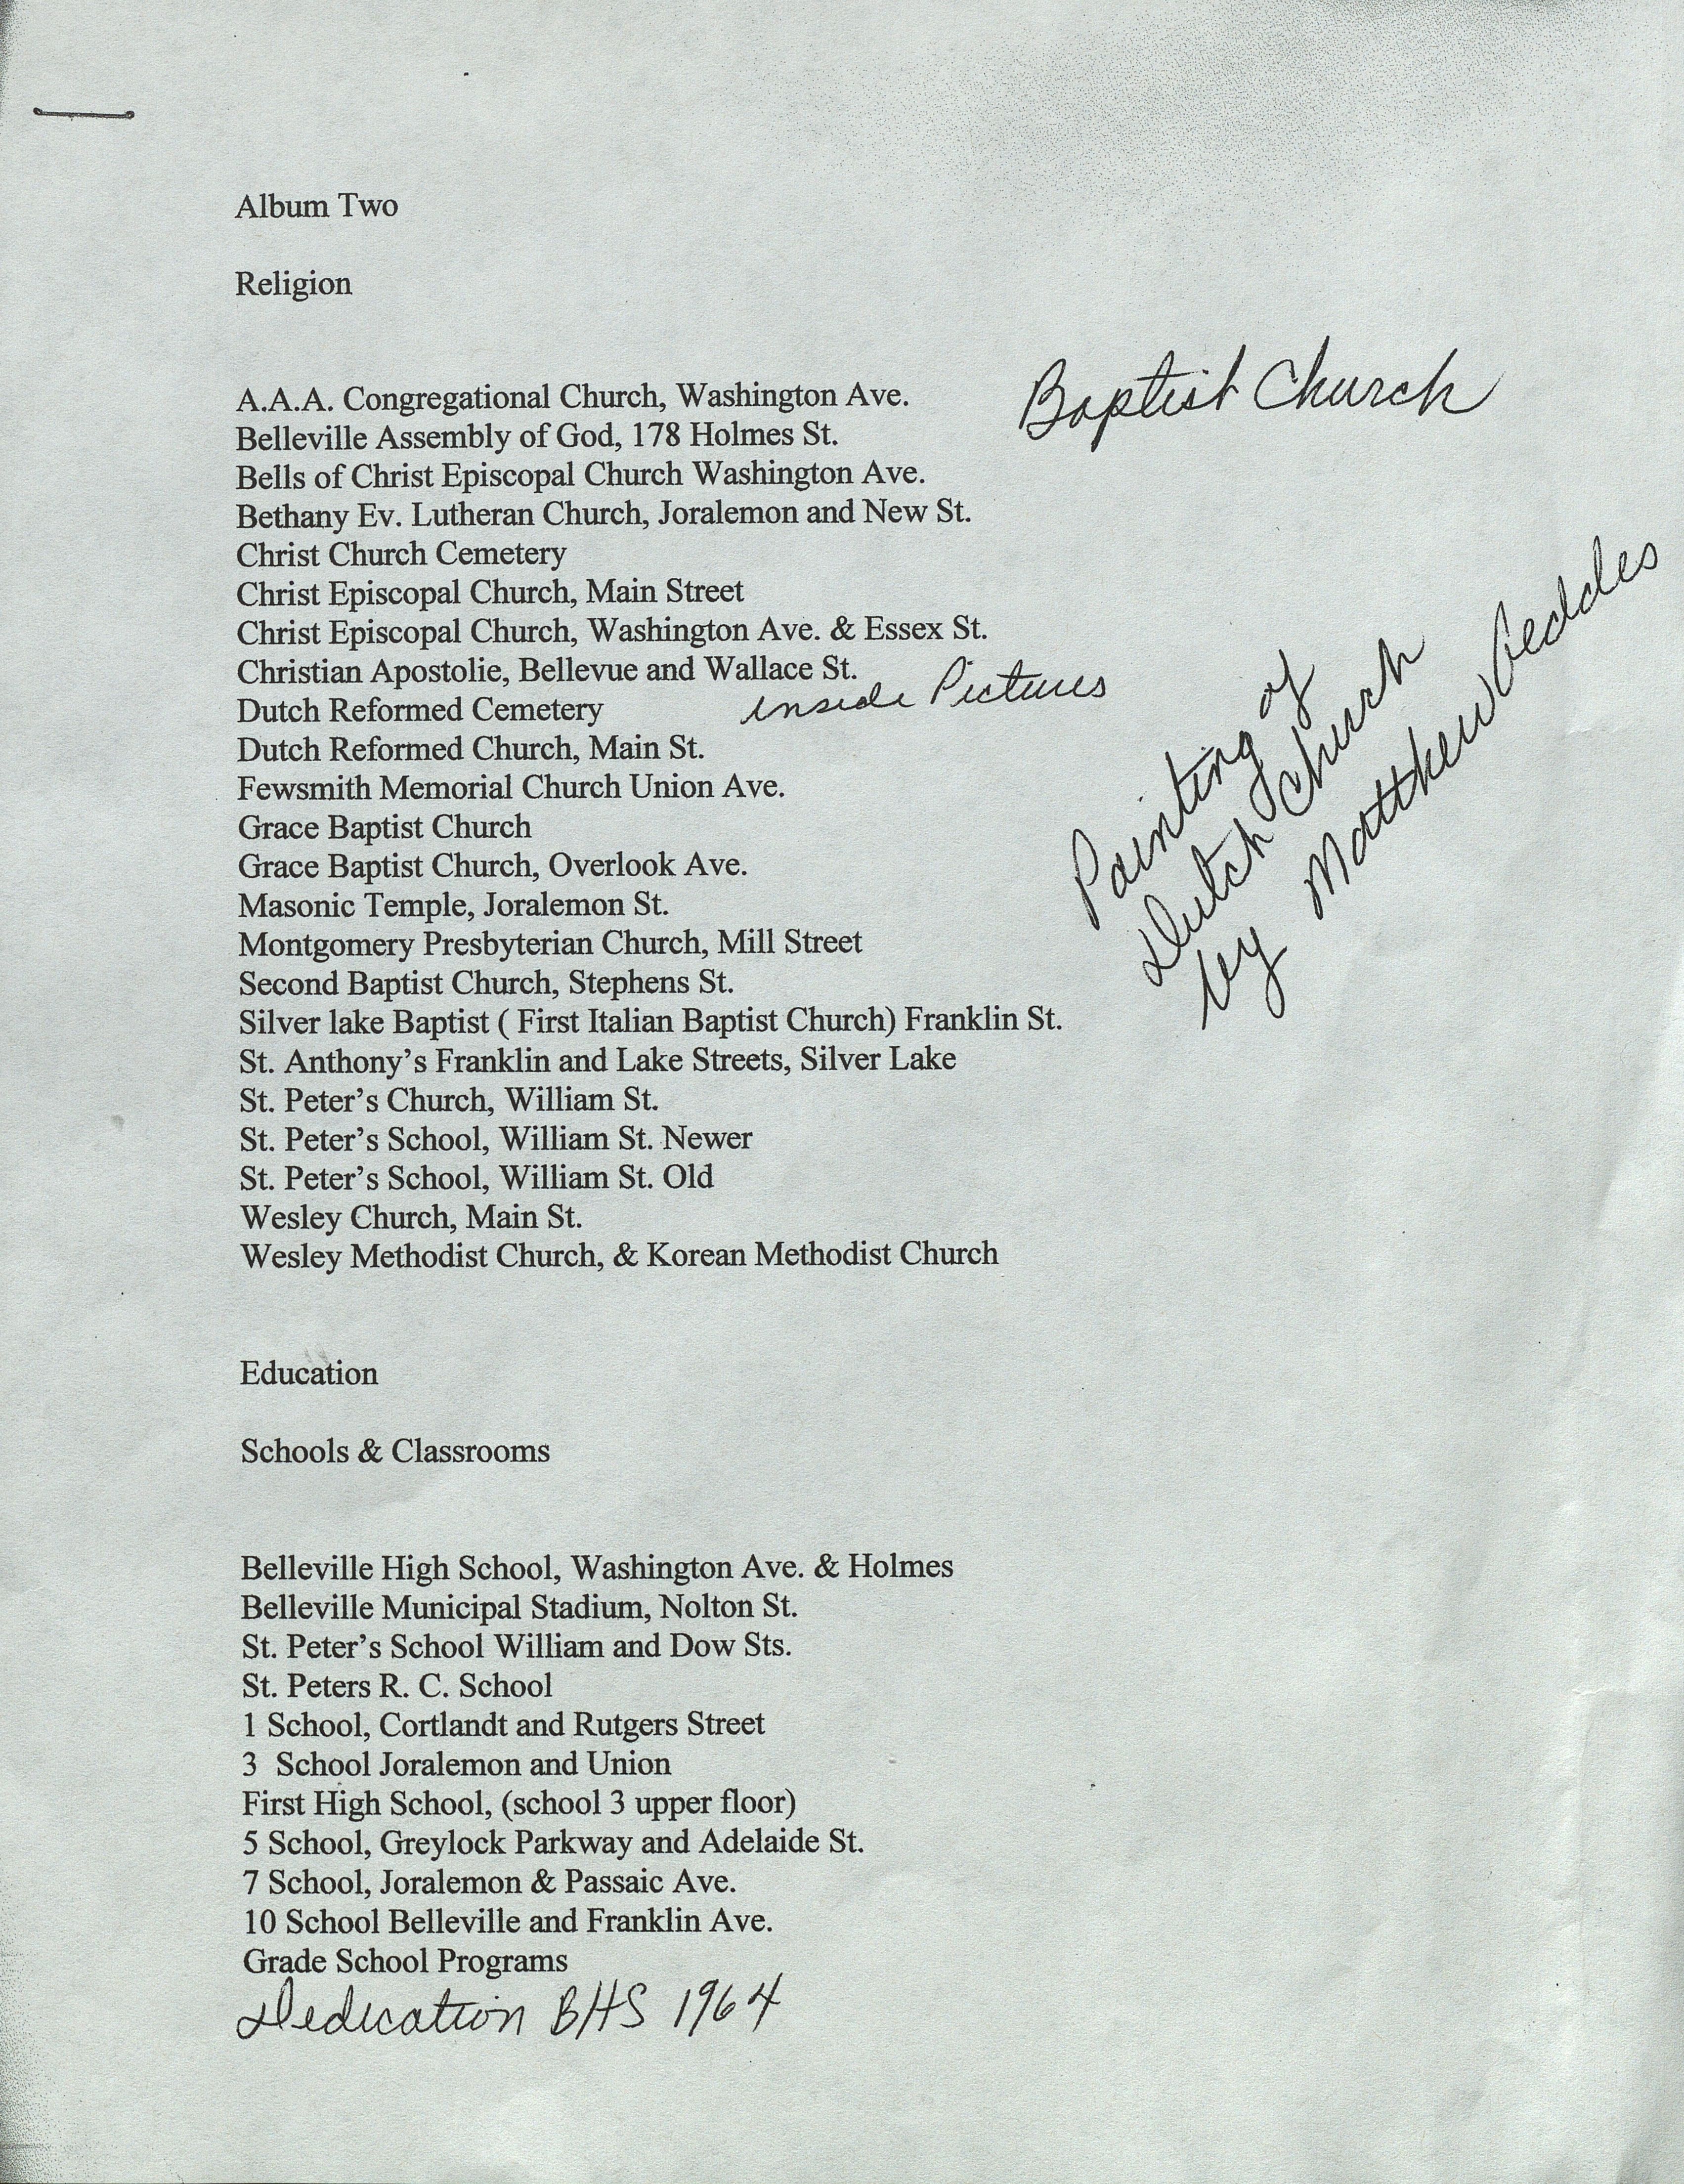 Album Two
Religion
A.A.A. Congregational Church, Washington Ave.
Baptist Church
Belleville Assembly of God, 178 Holmes St.
Bells of Christ Episcopal Church Washington Ave.
Bethany Ev. Lutheran Church, Joralemon and New St.
Christ Church Cemetery
Christ Episcopal Church, Main Street
Christ Episcopal Church, Washington Ave. & Essex St.
Christian Apostolie, Bellevue and Wallace St.
Dutch Reformed Cemetery
inside Pictures
Dutch Reformed Church, Main St.
Fewsmith Memorial Church Union Ave.
Grace Baptist Church
Grace Baptist Church, Overlook Ave.
Masonic Temple, Joralemon St.
Montgomery Presbyterian Church, Mill Street
Second Baptist Church, Stephens St.
Silver lake Baptist ( First Italian Baptist Church) Franklin St.
St. Anthony's Franklin and Lake Streets, Silver Lake
St. Peter's Church, William St.
St. Peter's School, William St. Newer
St. Peter's School, William St. Old
Wesley Church, Main St.
Wesley Methodist Church, & Korean Methodist Church
Painting of
Dutch Church
by Matthew Geddes
Education
Schools & Classrooms
Belleville High School, Washington Ave. & Holmes
Belleville Municipal Stadium, Nolton St.
St. Peter's School William and Dow Sts.
St. Peters R. C. School
1 School, Cortlandt and Rutgers Street
3  School Joralemon and Union
First High School, (school 3 upper floor)
5 School, Greylock Parkway and Adelaide St.
7 School, Joralemon & Passaic Ave.
10 School Belleville and Franklin Ave.
Grade School Programs
Dedication BHS 1964